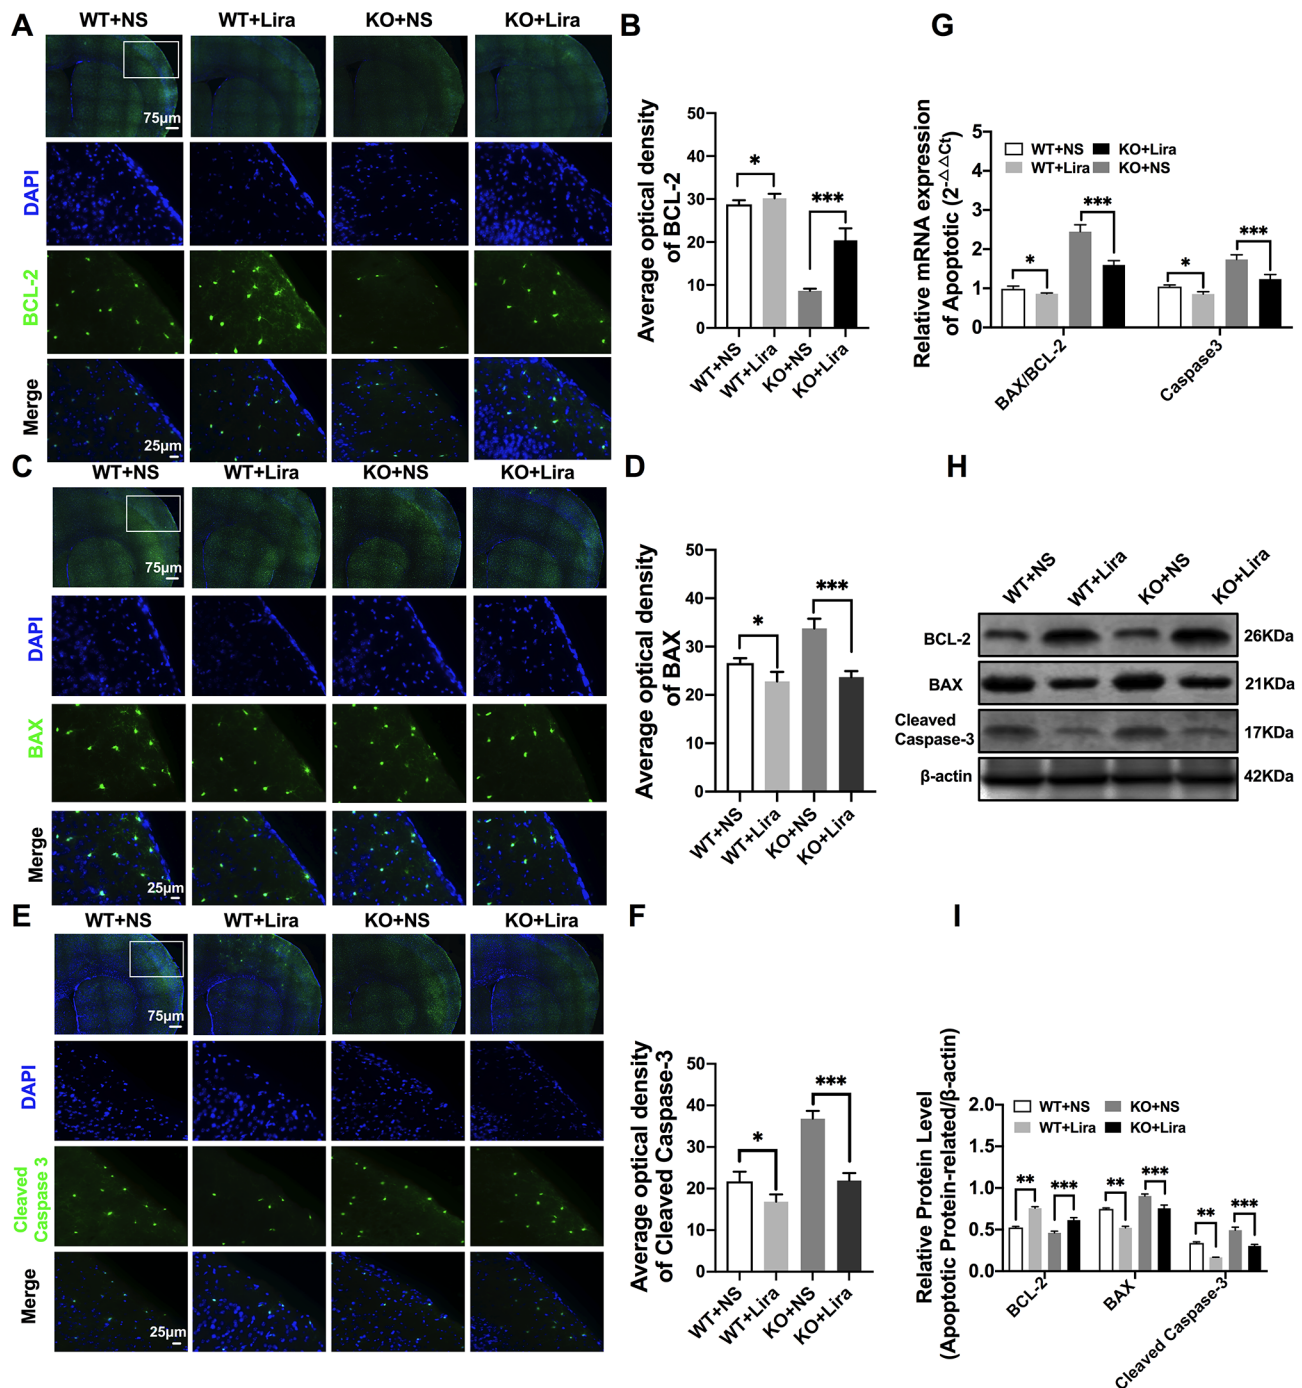 A
WT+NS
WT+Lira
KO+NS
KO+Lira
75μm
DAPI
BCL-2
Merge
25μm
B
Average optical density
of BCL-2
50
40
30
20
10
0
*
***
WT+NS
WT+Lira
KO+NS
KO+Lira
C
WT+NS
WT+Lira
KO+NS
KO+Lira
75μm
DAPI
BAX
Merge
25μm
D
Average optical density
of BAX
50
40
30
20
10
0
*
***
WT+NS
WT+Lira
KO+NS
KO+Lira
E
WT+NS
WT+Lira
KO+NS
KO+Lira
75μm
DAPI
Cleaved
Caspase 3
Merge
25μm
F
Average optical density
of Cleaved Caspase-3
50
40
30
20
10
0
*
***
WT+NS
WT+Lira
KO+NS
KO+Lira
G
Relative mRNA expression
of Apoptotic (2-△△Ct)
5
4
3
2
1
0
WT+NS
KO+Lira
WT+Lira
KO+NS
*
***
*
***
BAX/BCL-2
Caspase3
H
WT+NS
WT+Lira
KO+NS
KO+Lira
BCL-2
26KDa
BAX
21KDa
Cleaved
Caspase-3
17KDa
β-actin
42KDa
I
Relative Protein Level
(Apoptotic Protein-related/β-actin)
2.0
1.5
1.0
0.5
0.0
WT+NS
KO+NS
WT+Lira
KO+Lira
**
***
**
***
**
***
BCL-2
BAX
Cleaved Caspase-3